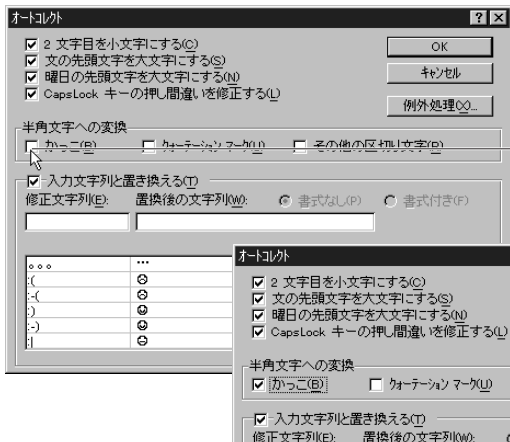 オートコレクト
2 文字目を小文字にする(C)
文の先頭文字を大文字にする(S)
曜日の先頭文字を大文字にする(N)
CapsLock キーの押し間違いを修正する(L)
OK
キャンセル
例外処理(X)...
半角文字への変換
かっこ(B) クォーテーション マーク(U) その他の区切り文字(P)
入力文字列と置き換える(T)
修正文字列(E): 置換後の文字列(W): 書式なし(P) 書式付き(F)
。。。 …
:( ☹
:-( ☹
:) ☺
:-) ☺
:| 😐
オートコレクト
2 文字目を小文字にする(C)
文の先頭文字を大文字にする(S)
曜日の先頭文字を大文字にする(N)
CapsLock キーの押し間違いを修正する(L)
半角文字への変換
かっこ(B) クォーテーション マーク(U)
入力文字列と置き換える(T)
修正文字列(E): 置換後の文字列(W):